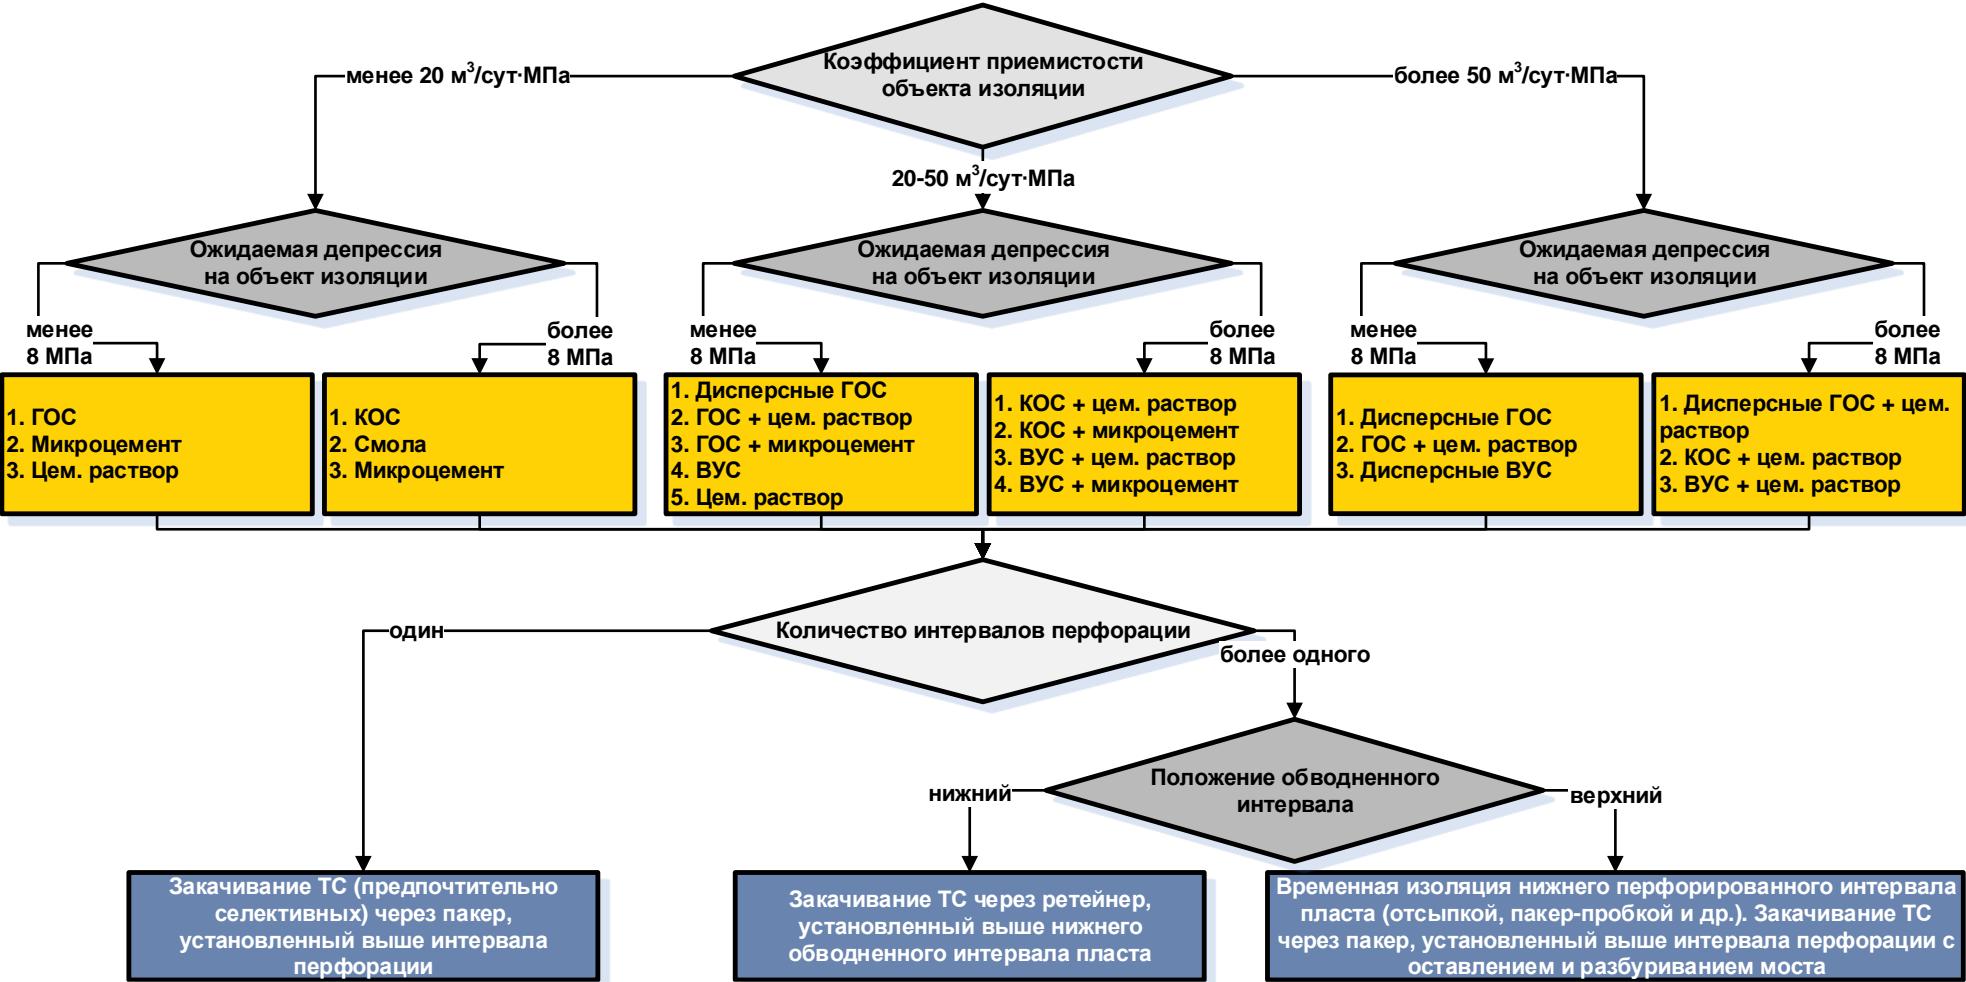 Коэффициент приемистости
объекта изоляции
менее 20 м³/сут·МПа
более 50 м³/сут·МПа
20-50 м³/сут·МПа
Ожидаемая депрессия
на объект изоляции
Ожидаемая депрессия
на объект изоляции
Ожидаемая депрессия
на объект изоляции
менее
8 МПа
более
8 МПа
менее
8 МПа
более
8 МПа
менее
8 МПа
более
8 МПа
1. ГОС
2. Микроцемент
3. Цем. раствор
1. КОС
2. Смола
3. Микроцемент
1. Дисперсные ГОС
2. ГОС + цем. раствор
3. ГОС + микроцемент
4. ВУС
5. Цем. раствор
1. КОС + цем. раствор
2. КОС + микроцемент
3. ВУС + цем. раствор
4. ВУС + микроцемент
1. Дисперсные ГОС
2. ГОС + цем. раствор
3. Дисперсные ВУС
1. Дисперсные ГОС + цем.
раствор
2. КОС + цем. раствор
3. ВУС + цем. раствор
Количество интервалов перфорации
один
более одного
Положение обводненного
интервала
нижний
верхний
Закачивание ТС (предпочтительно
селективных) через пакер,
установленный выше интервала
перфорации
Закачивание ТС через ретейнер,
установленный выше нижнего
обводненного интервала пласта
Временная изоляция нижнего перфорированного интервала
пласта (отсыпкой, пакер-пробкой и др.). Закачивание ТС
через пакер, установленный выше интервала перфорации с
оставлением и разбуриванием моста